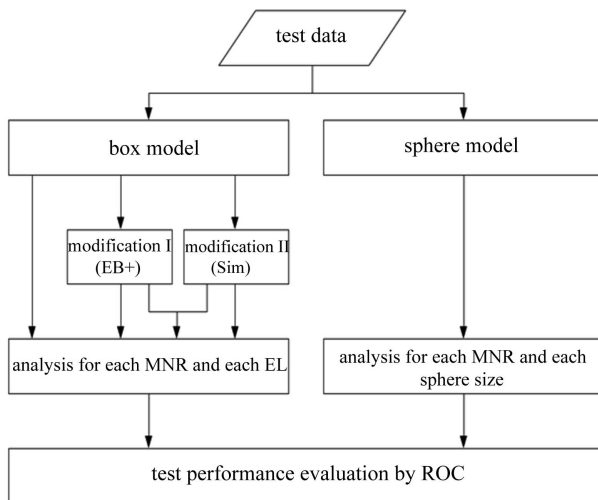 test data
box model
sphere model
modification I
(EB+)
modification II
(Sim)
analysis for each MNR and each EL
analysis for each MNR and each
sphere size
test performance evaluation by ROC